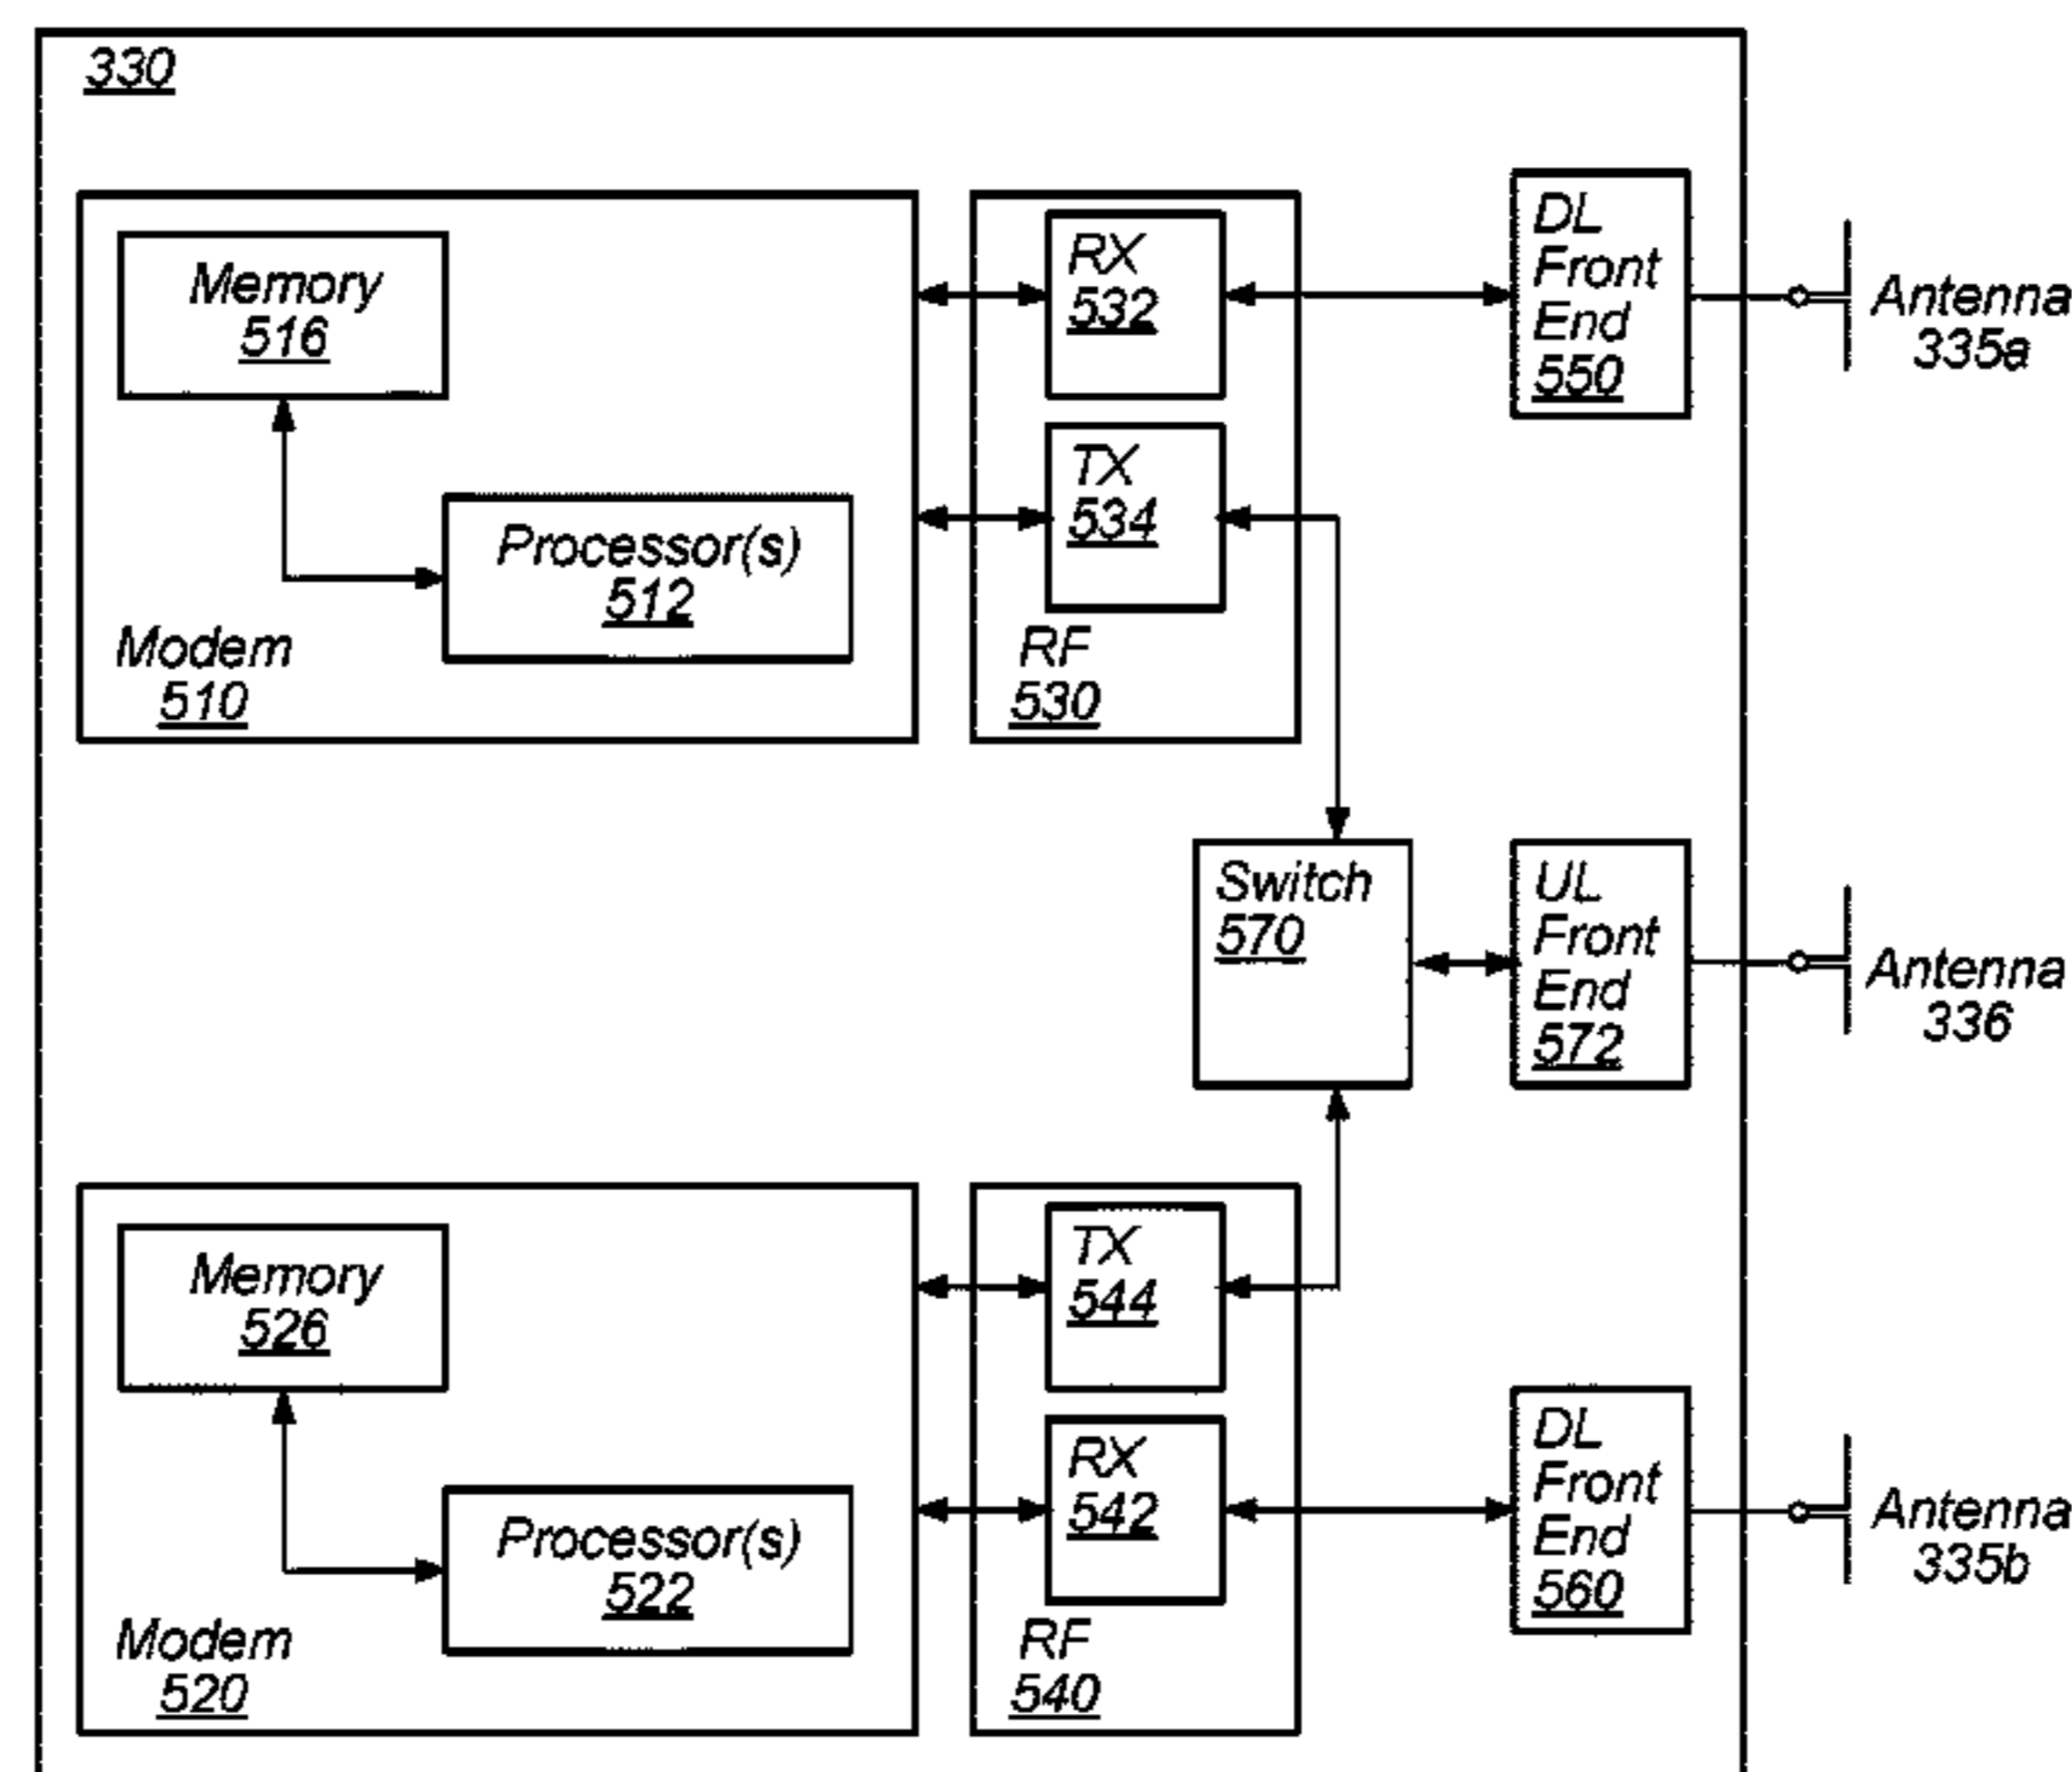 330
Memory
516
Processor(s)
512
Modem
510
RX
532
TX
534
RF
530
DL
Front
End
550
Antenna
335a
Switch
570
UL
Front
End
572
Antenna
336
Memory
526
Processor(s)
522
Modem
520
TX
544
RX
542
RF
540
DL
Front
End
560
Antenna
335b